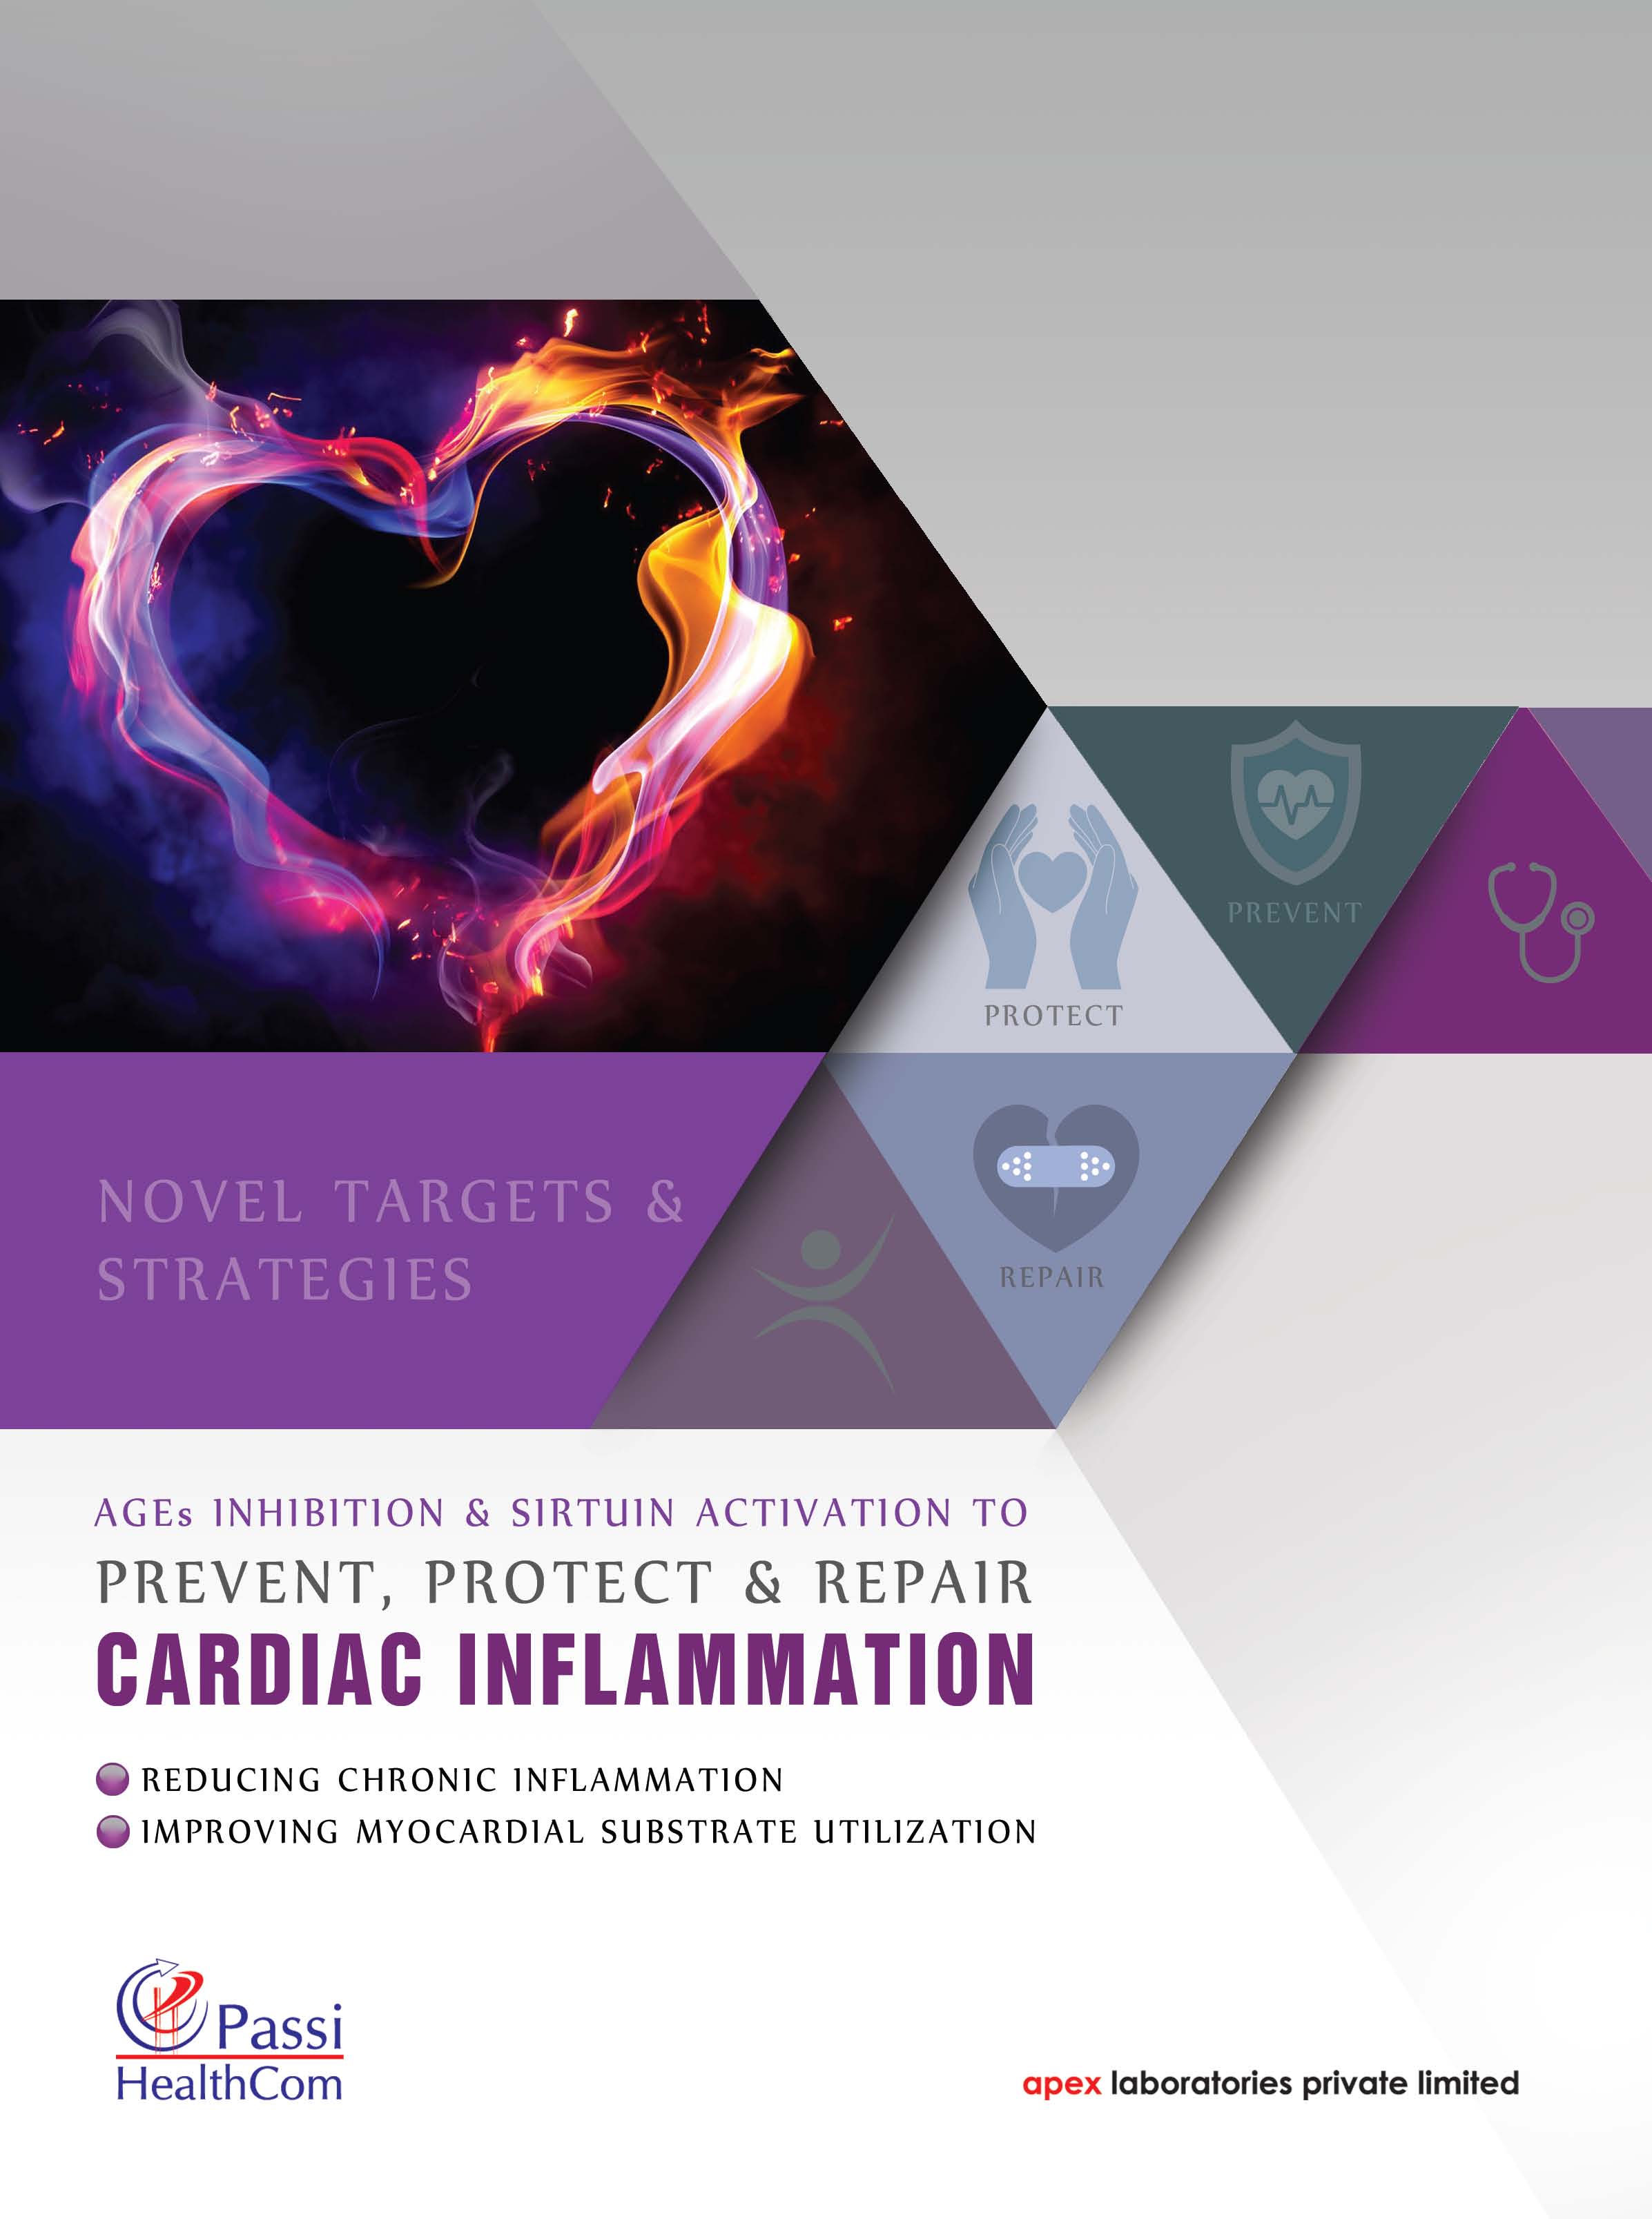 PREVENT
PROTECT
REPAIR
NOVEL TARGETS &
STRATEGIES
AGEs INHIBITION & SIRTUIN ACTIVATION TO
PREVENT, PROTECT & REPAIR
CARDIAC INFLAMMATION
REDUCING CHRONIC INFLAMMATION
IMPROVING MYOCARDIAL SUBSTRATE UTILIZATION
Passi
HealthCom
apex laboratories private limited